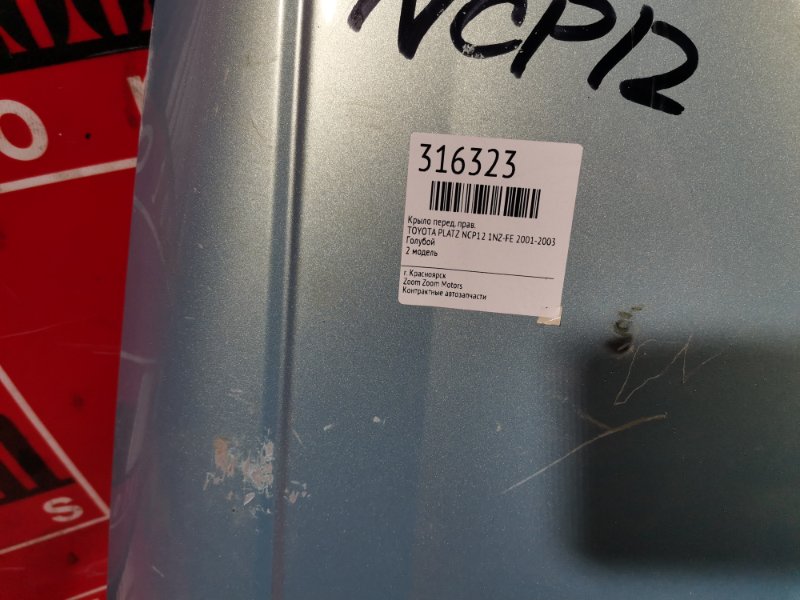 NCP12
316323
Крыло перед. прав.
TOYOTA PLATZ NCP12 1NZ-FE 2001-2003
Голубой
2 модель
г. Красноярск
Zoom Zoom Motors
Контрактные автозапчасти
O
S